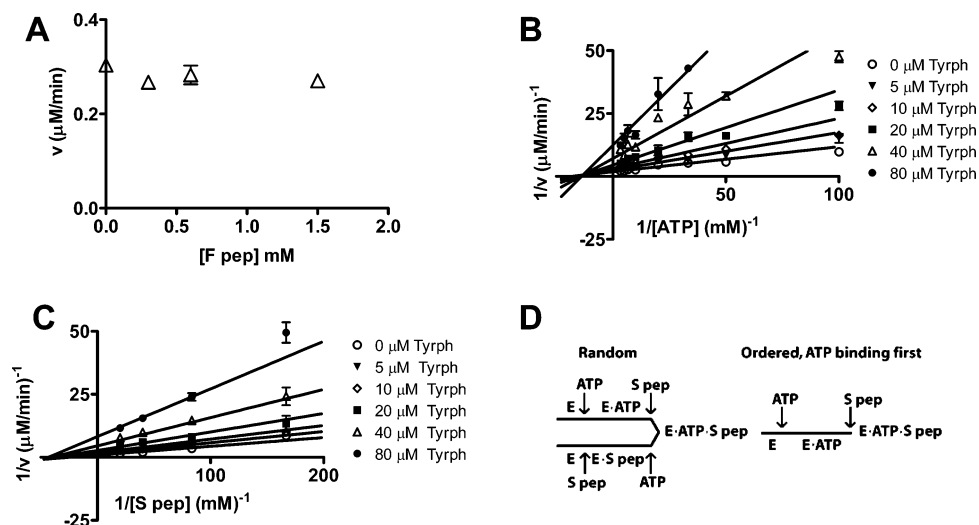 A
0.4
0.2
0.0
v (µM/min)
0.0 0.5 1.0 1.5 2.0
[F pep] mM
B
50
25
-25
1/v (µM/min)-1
50 100
1/[ATP] (mM)-1
0 µM Tyrph
5 µM Tyrph
10 µM Tyrph
20 µM Tyrph
40 µM Tyrph
80 µM Tyrph
C
50
25
-25
1/v (µM/min)-1
100 200
1/[S pep] (mM)-1
0 µM Tyrph
5 µM Tyrph
10 µM Tyrph
20 µM Tyrph
40 µM Tyrph
80 µM Tyrph
D
Random
ATP S pep
E E·ATP
E·ATP·S pep
E E·S pep
S pep ATP
Ordered, ATP binding first
ATP S pep
E E·ATP E·ATP·S pep